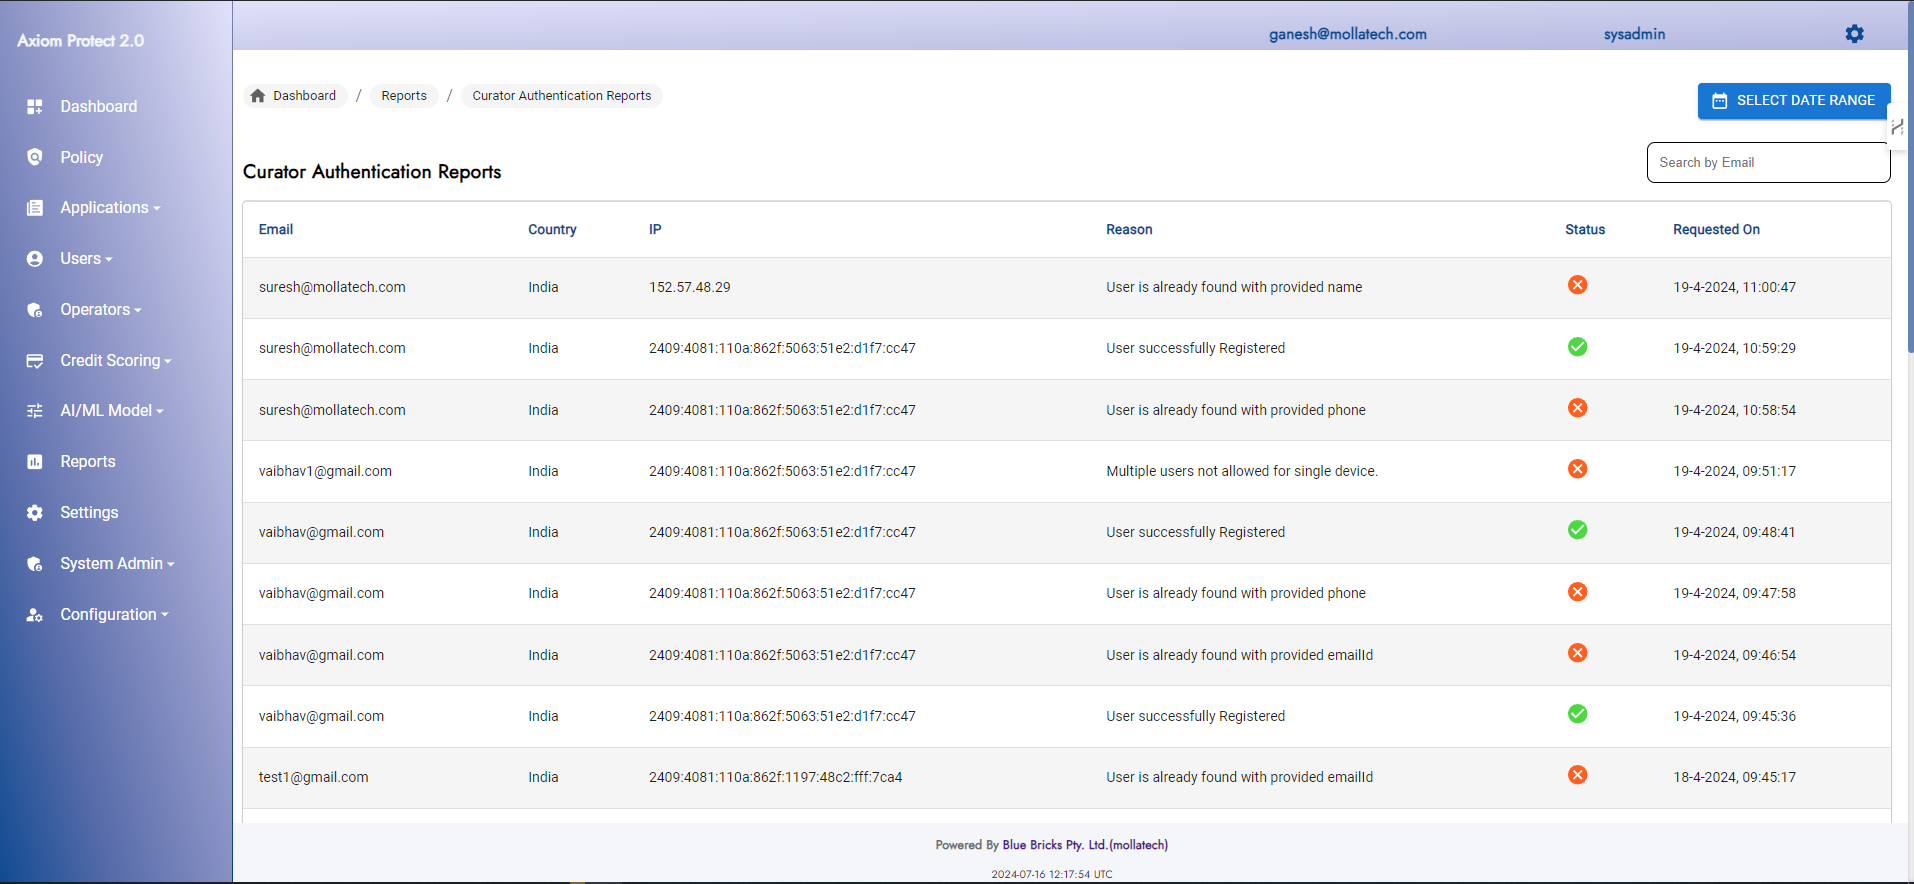 Axiom Protect 2.0
ganesh@mollatech.com sysadmin
Dashboard
Policy
Applications
Users
Operators
Credit Scoring
AI/ML Model
Reports
Settings
System Admin
Configuration
Dashboard / Reports / Curator Authentication Reports
SELECT DATE RANGE
Curator Authentication Reports
Search by Email
Email Country IP Reason Status Requested On
suresh@mollatech.com India 152.57.48.29 User is already found with provided name 19-4-2024, 11:00:47
suresh@mollatech.com India 2409:4081:110a:862f:5063:51e2:d1f7:cc47 User successfully Registered 19-4-2024, 10:59:29
suresh@mollatech.com India 2409:4081:110a:862f:5063:51e2:d1f7:cc47 User is already found with provided phone 19-4-2024, 10:58:54
vaibhav1@gmail.com India 2409:4081:110a:862f:5063:51e2:d1f7:cc47 Multiple users not allowed for single device. 19-4-2024, 09:51:17
vaibhav@gmail.com India 2409:4081:110a:862f:5063:51e2:d1f7:cc47 User successfully Registered 19-4-2024, 09:48:41
vaibhav@gmail.com India 2409:4081:110a:862f:5063:51e2:d1f7:cc47 User is already found with provided phone 19-4-2024, 09:47:58
vaibhav@gmail.com India 2409:4081:110a:862f:5063:51e2:d1f7:cc47 User is already found with provided emailId 19-4-2024, 09:46:54
vaibhav@gmail.com India 2409:4081:110a:862f:5063:51e2:d1f7:cc47 User successfully Registered 19-4-2024, 09:45:36
test1@gmail.com India 2409:4081:110a:862f:1197:48c2:fff:7ca4 User is already found with provided emailId 18-4-2024, 09:45:17
Powered By Blue Bricks Pty. Ltd.(mollatech)
2024-07-16 12:17:54 UTC